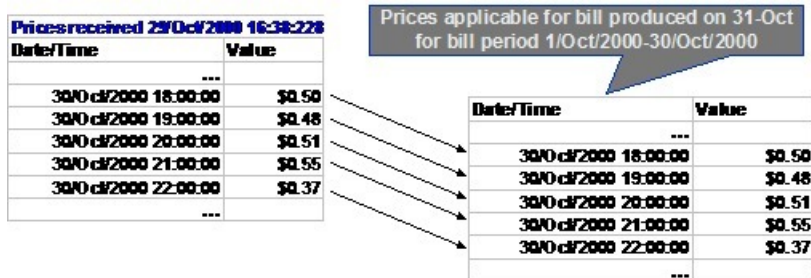 Prices received 29/Oct/2000 16:38:228
Date/Time Value
...
30/Oct/2000 18:00:00 $0.50
30/Oct/2000 19:00:00 $0.48
30/Oct/2000 20:00:00 $0.51
30/Oct/2000 21:00:00 $0.55
30/Oct/2000 22:00:00 $0.37
...
Prices applicable for bill produced on 31-Oct
for bill period 1/Oct/2000-30/Oct/2000
Date/Time Value
...
30/Oct/2000 18:00:00 $0.50
30/Oct/2000 19:00:00 $0.48
30/Oct/2000 20:00:00 $0.51
30/Oct/2000 21:00:00 $0.55
30/Oct/2000 22:00:00 $0.37
...